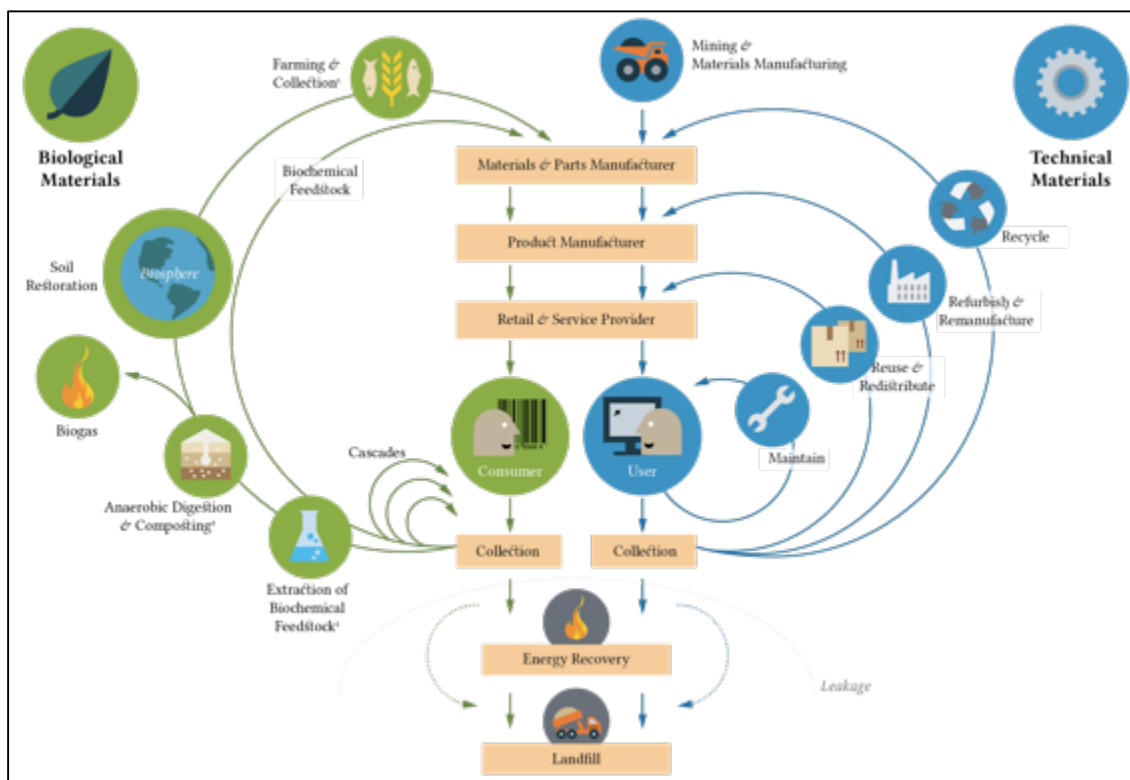 Biological
Materials
Farming &
Collection¹
Mining &
Materials Manufacturing
Technical
Materials
Biochemical
Feedstock
Materials & Parts Manufacturer
Recycle
Soil
Restoration
Biosphere
Product Manufacturer
Refurbish &
Remanufacture
Retail & Service Provider
Reuse &
Redistribute
Biogas
Cascades
Consumer
User
Maintain
Anaerobic Digestion
& Composting²
Collection
Collection
Extraction of
Biochemical
Feedstock²
Energy Recovery
Leakage
Landfill